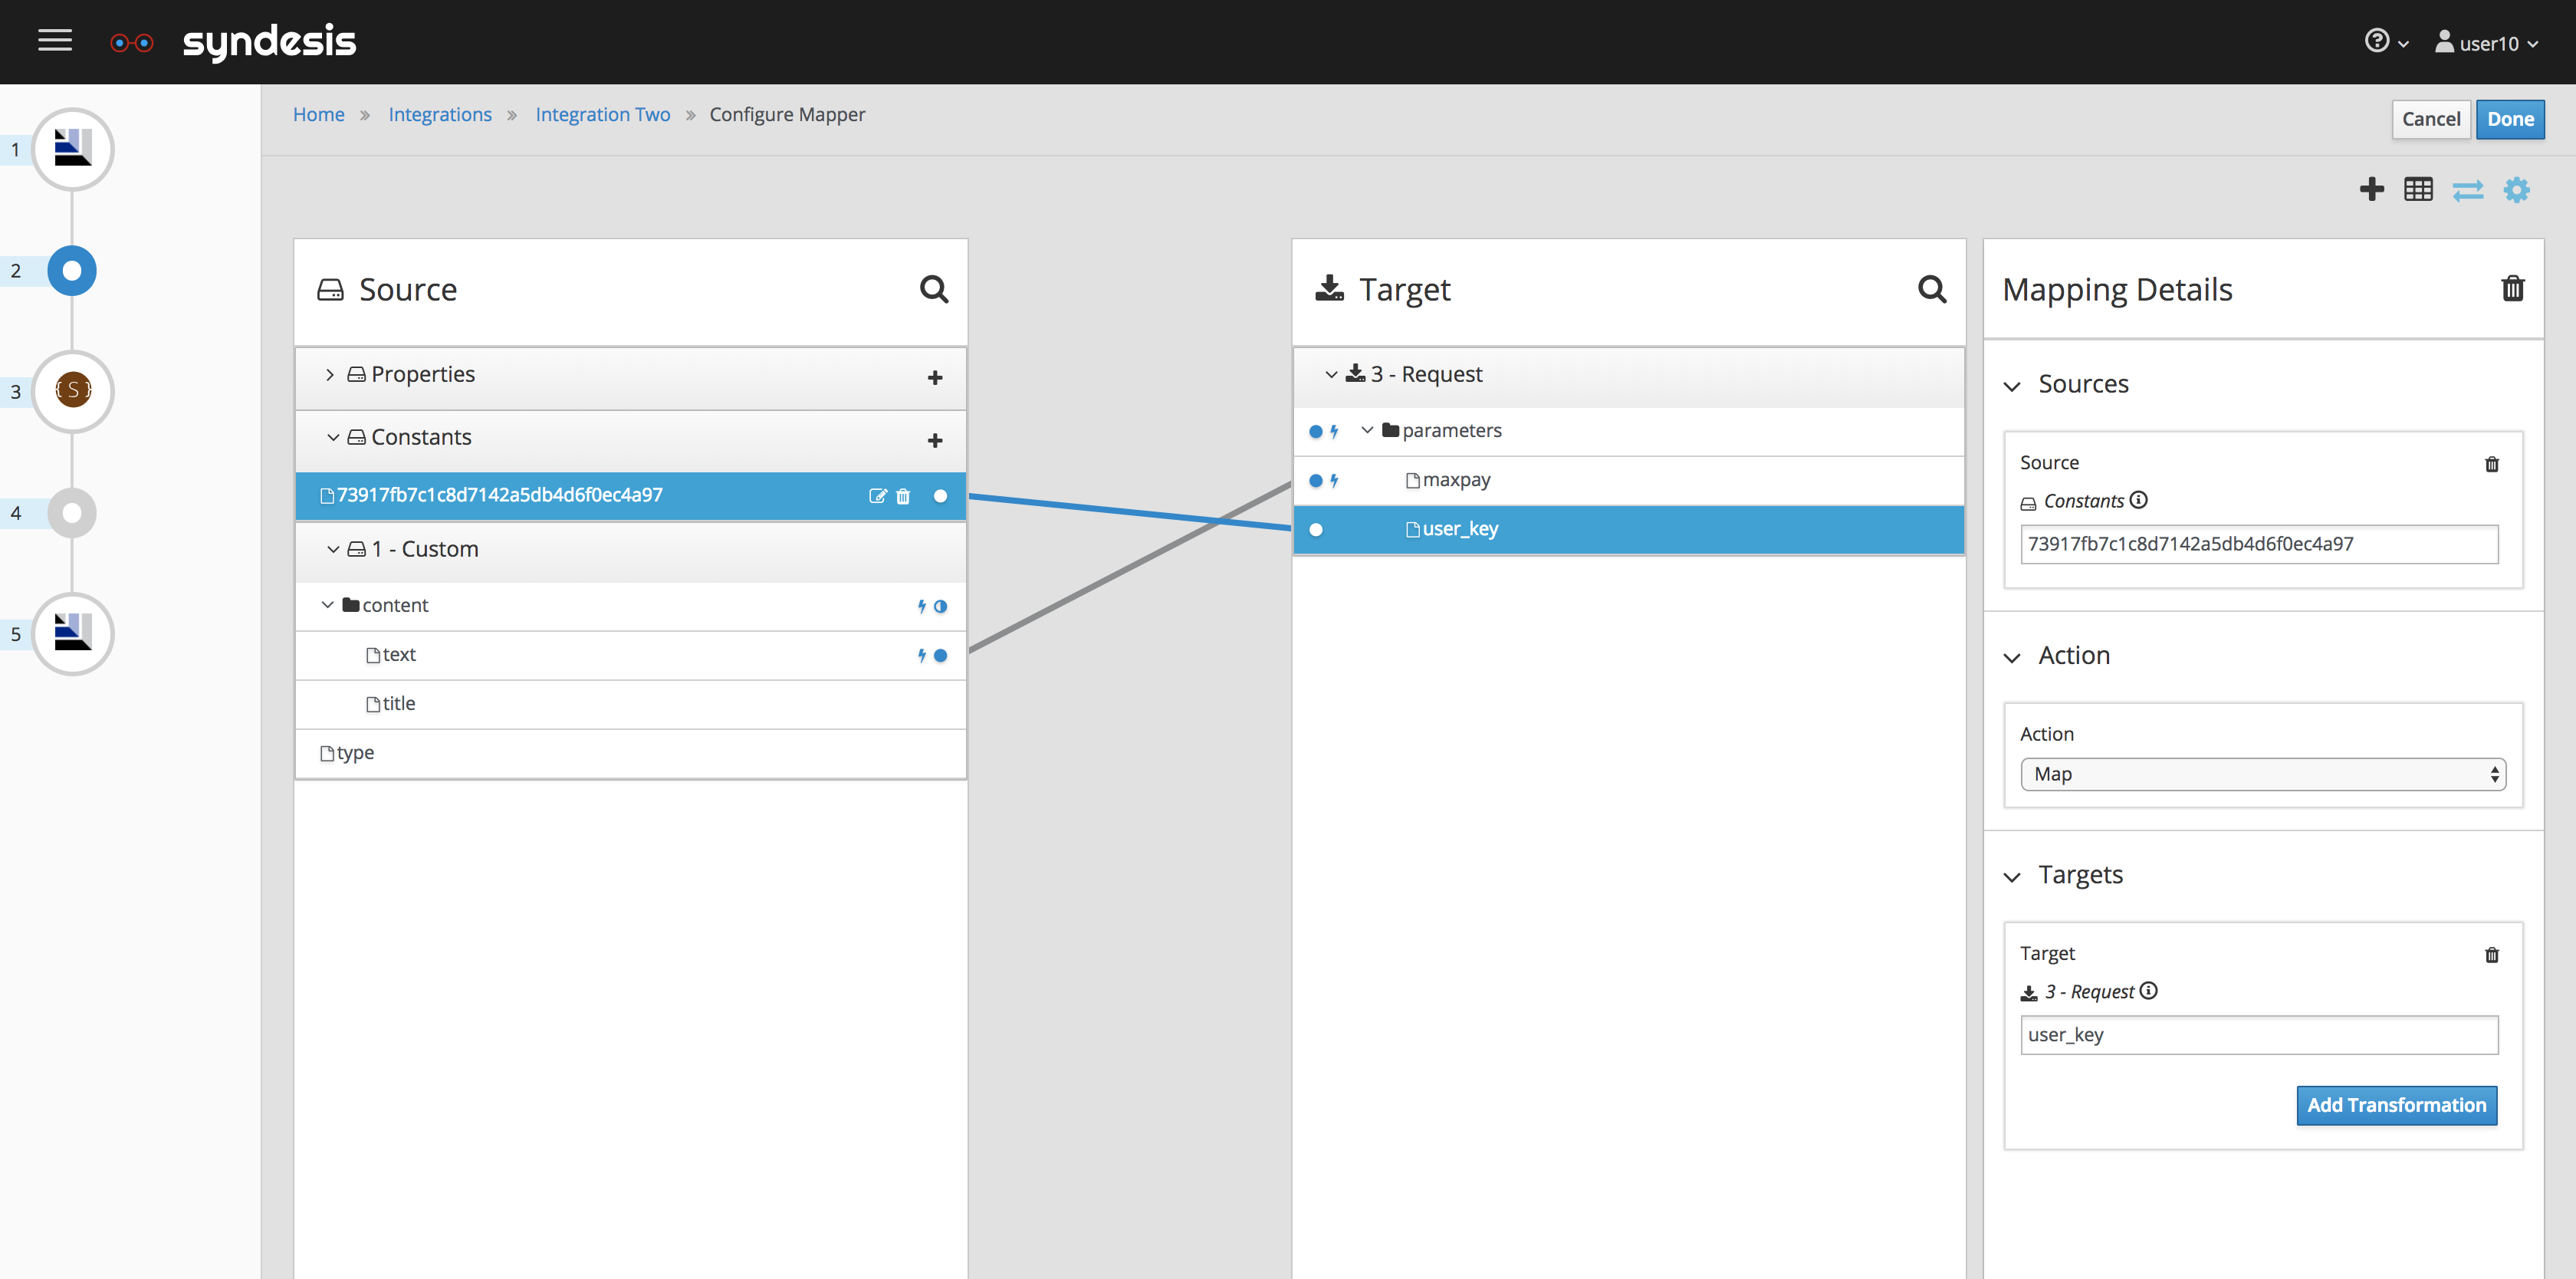 syndesis
user10
Home » Integrations » Integration Two » Configure Mapper
Cancel
Done
1
2
3
{ S }
4
5
Source
Properties
Constants
73917fb7c1c8d7142a5db4d6f0ec4a97
1 - Custom
content
text
title
type
Target
3 - Request
parameters
maxpay
user_key
Mapping Details
Sources
Source
Constants
73917fb7c1c8d7142a5db4d6f0ec4a97
Action
Action
Map
Targets
Target
3 - Request
user_key
Add Transformation